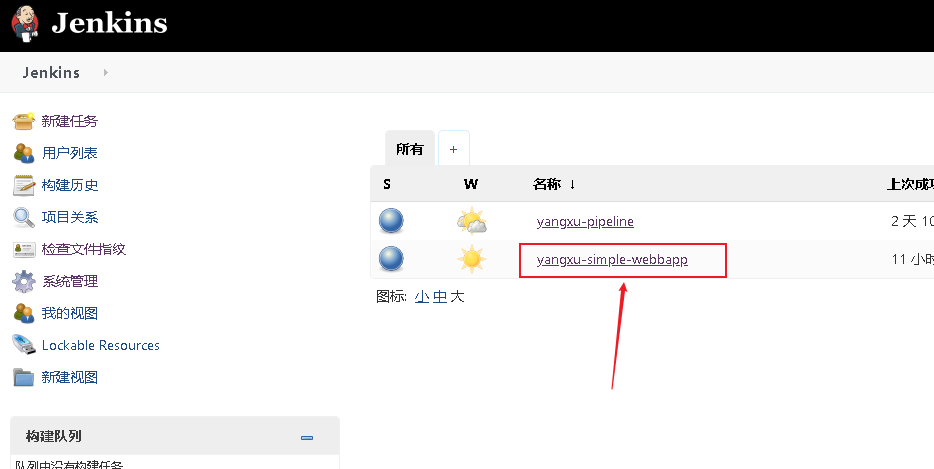 Jenkins
Jenkins
新建任务
用户列表
构建历史
项目关系
检查文件指纹
系统管理
我的视图
Lockable Resources
新建视图
构建队列
队列中没有构建任务
所有 +
S W 名称 ↓ 上次成
yangxu-pipeline 2 天 10
yangxu-simple-webbapp 11 小时
图标: 小 中 大